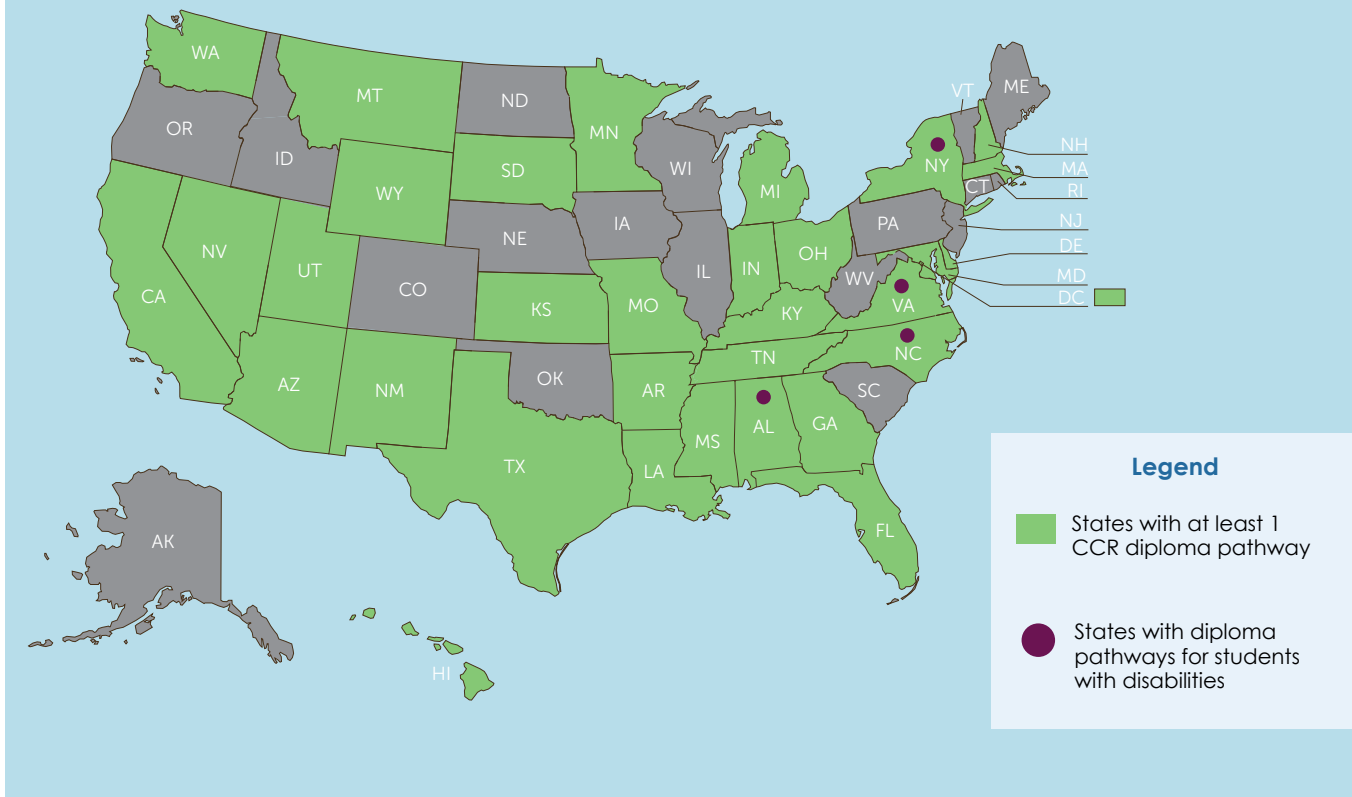 WA
MT
ND
MN
OR
ID
WY
SD
WI
MI
NY
VT
ME
NH
MA
CT
RI
NJ
DE
MD
DC
PA
IA
NE
NV
UT
CO
CA
KS
MO
IL
IN
OH
WV
VA
KY
NC
TN
AZ
NM
OK
AR
SC
MS
AL
GA
TX
LA
FL
AK
HI
Legend
States with at least 1
CCR diploma pathway
States with diploma
pathways for students
with disabilities